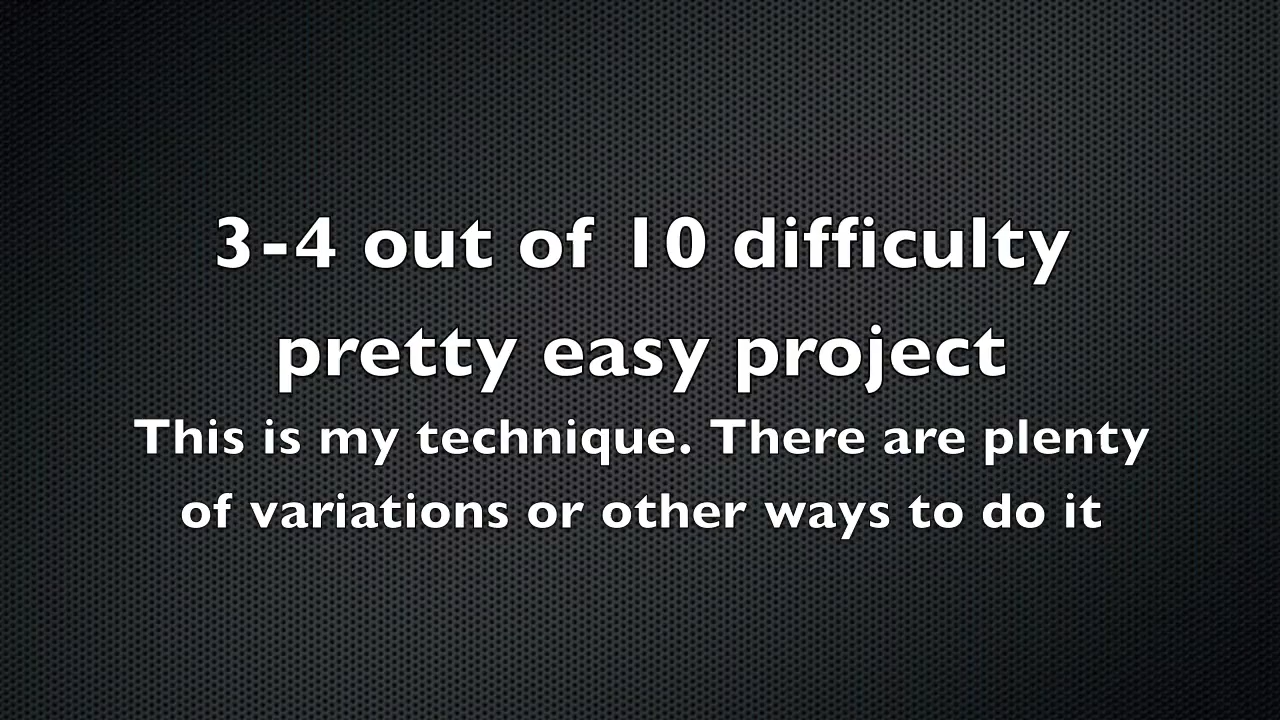 3-4 out of 10 difficulty
pretty easy project
This is my technique. There are plenty
of variations or other ways to do it